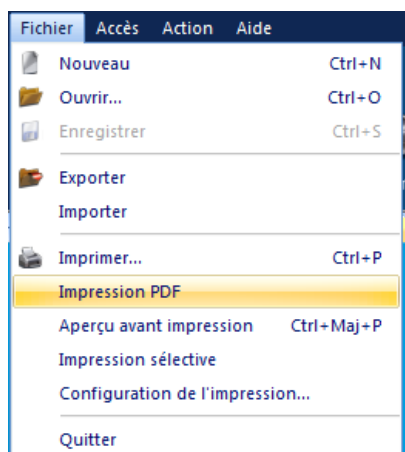 Fichier Accès Action Aide
Nouveau Ctrl+N
Ouvrir... Ctrl+O
Enregistrer Ctrl+S
Exporter
Importer
Imprimer... Ctrl+P
Impression PDF
Aperçu avant impression Ctrl+Maj+P
Impression sélective
Configuration de l'impression...
Quitter